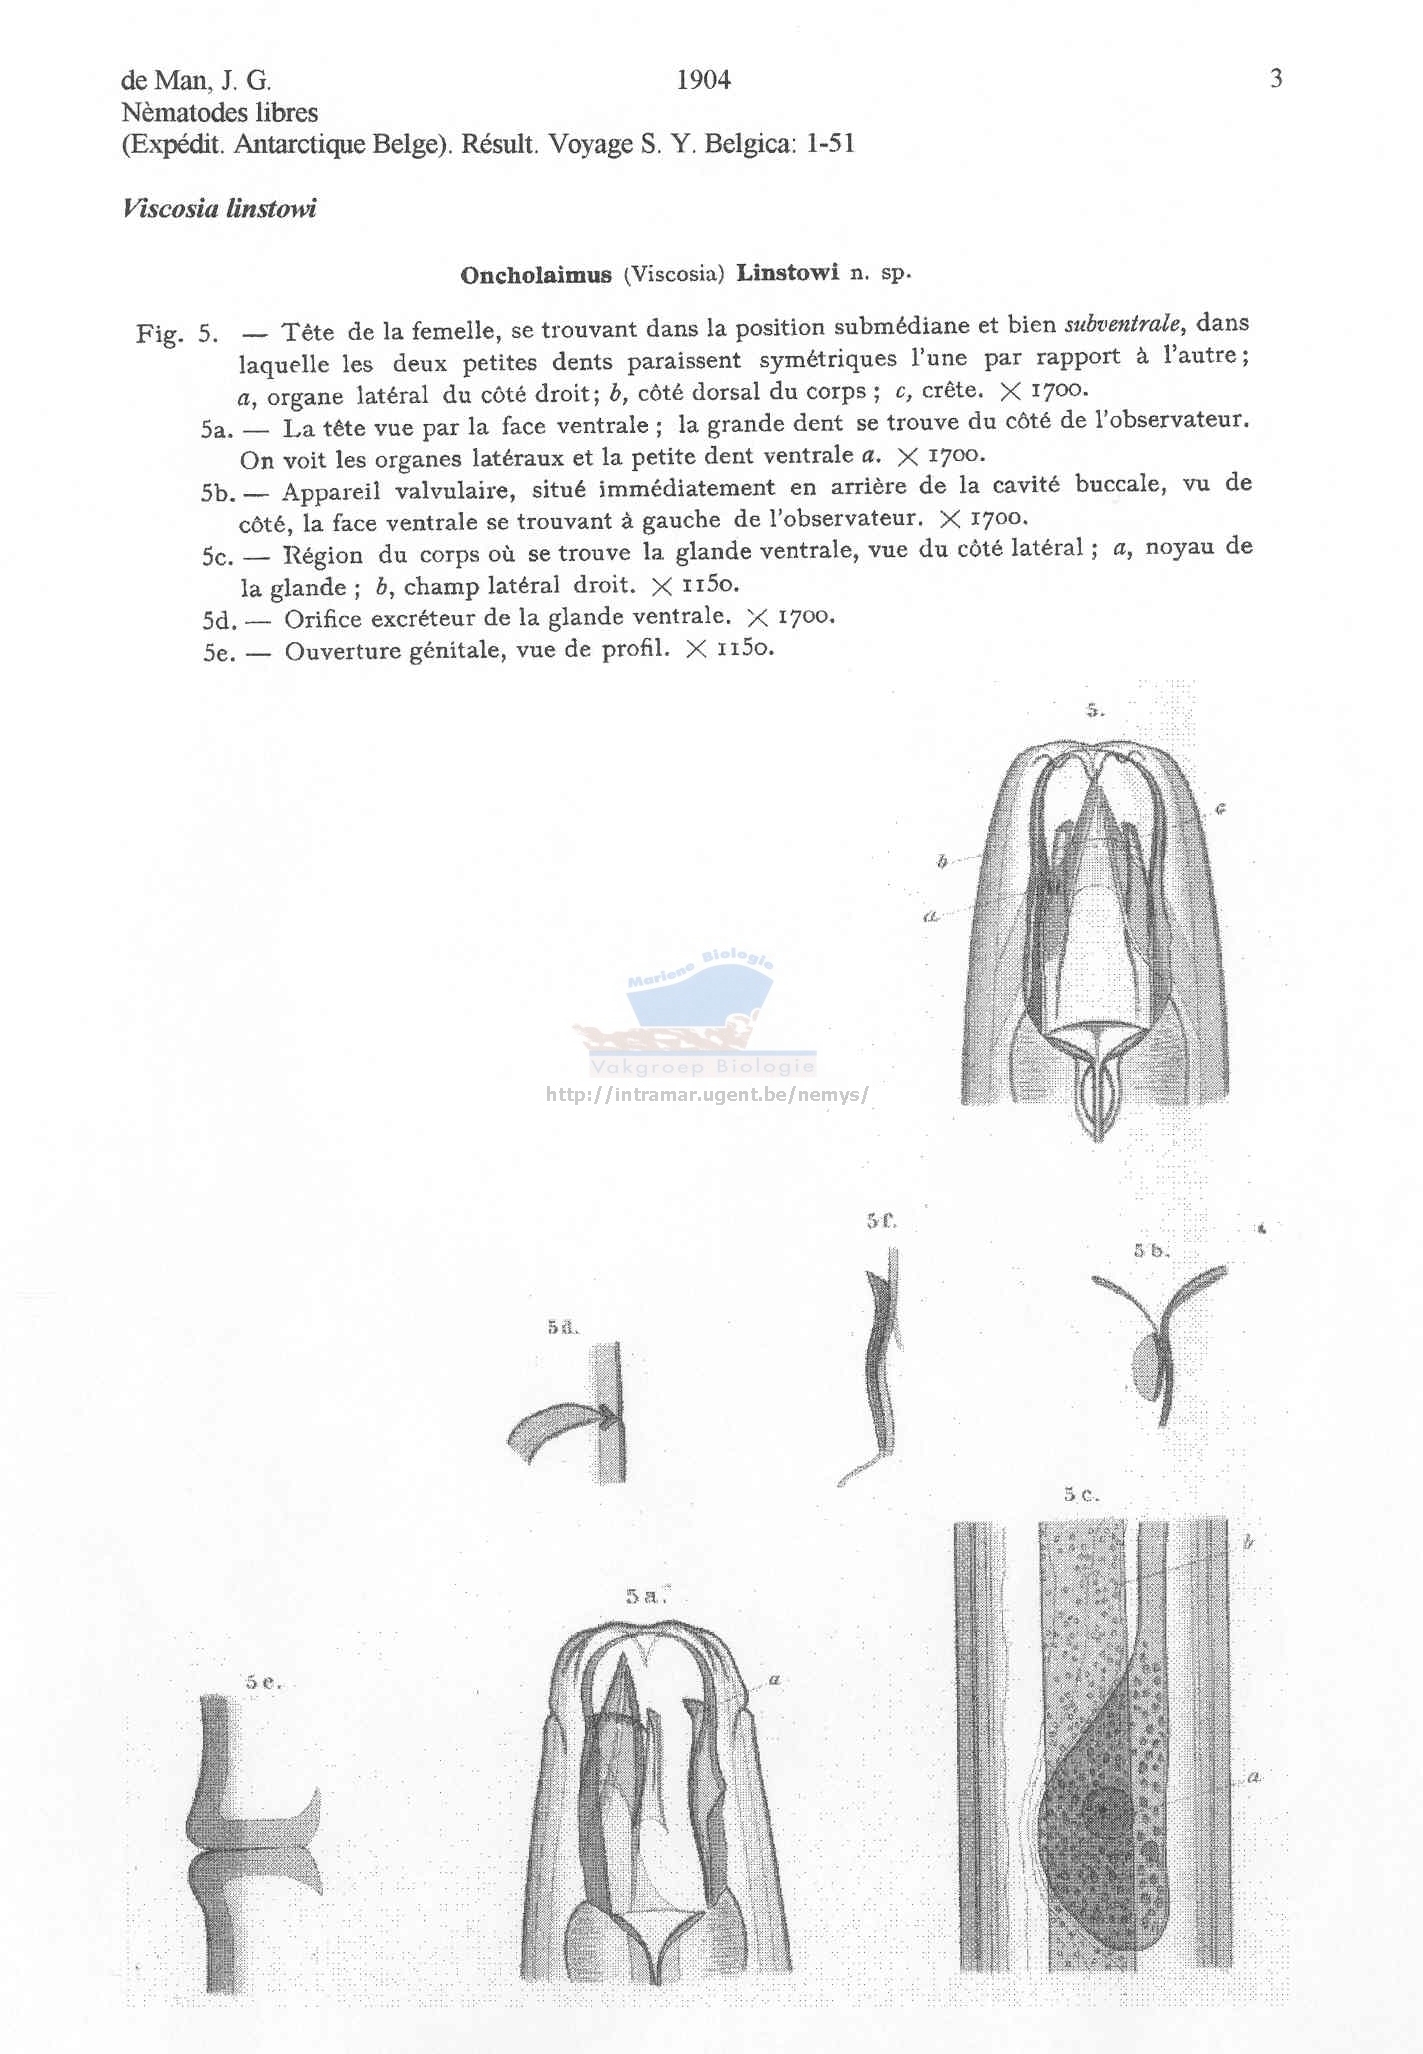 de Man, J. G. 1904 3
Nèmatodes libres
(Expédit. Antarctique Belge). Résult. Voyage S. Y. Belgica: 1-51
Viscosia linstowi
Oncholaimus (Viscosia) Linstowi n. sp.
Fig. 5. — Tête de la femelle, se trouvant dans la position submédiane et bien subventrale, dans
laquelle les deux petites dents paraissent symétriques l'une par rapport à l'autre;
a, organe latéral du côté droit; b, côté dorsal du corps ; c, crête. X 1700.
5a. — La tête vue par la face ventrale ; la grande dent se trouve du côté de l'observateur.
On voit les organes latéraux et la petite dent ventrale a. X 1700.
5b. — Appareil valvulaire, situé immédiatement en arrière de la cavité buccale, vu de
côté, la face ventrale se trouvant à gauche de l'observateur. X 1700.
5c. — Région du corps où se trouve la glande ventrale, vue du côté latéral ; a, noyau de
la glande ; b, champ latéral droit. X 1150.
5d. — Orifice excréteur de la glande ventrale. X 1700.
5e. — Ouverture génitale, vue de profil. X 1150.
5.
c
b
a
Mariene Biologie
Vakgroep Biologie
http://intramar.ugent.be/nemys/
5f.
5b.
5d.
5c.
b
5a.
a
5e.
a